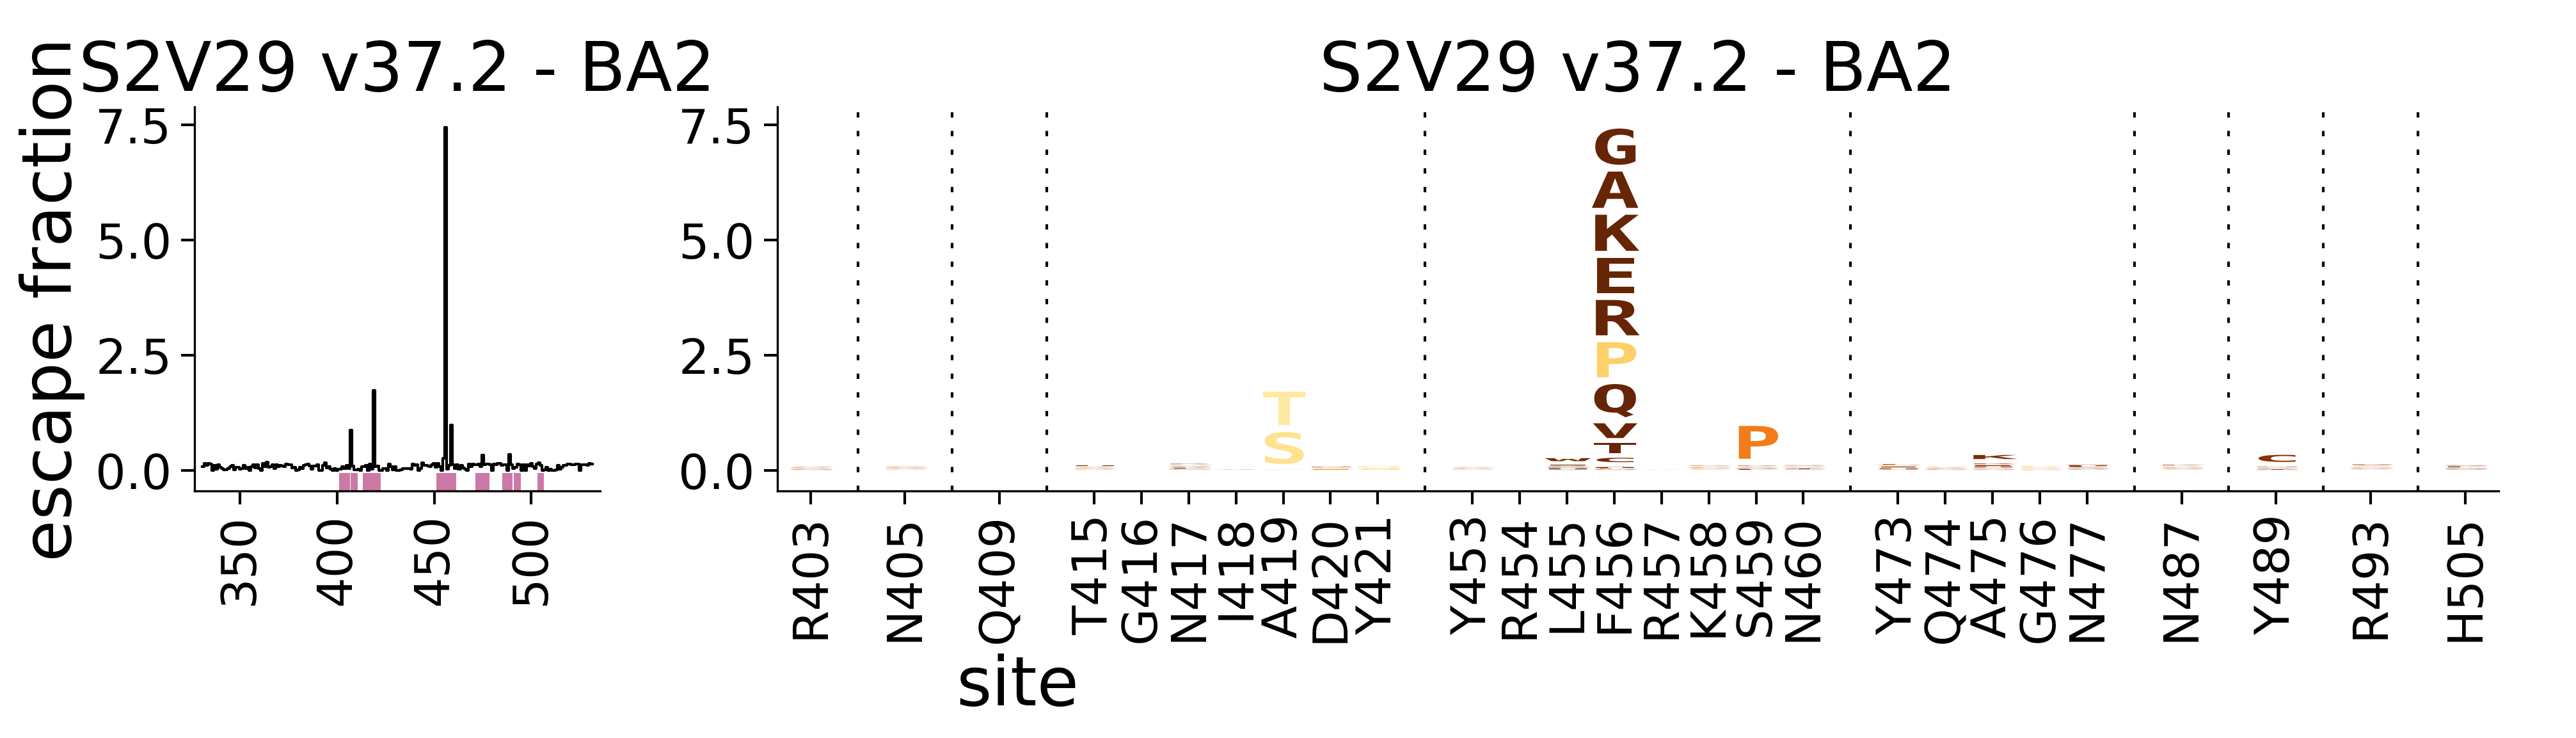 S2V29 v37.2 - BA2
S2V29 v37.2 - BA2
escape fraction
7.5
5.0
2.5
0.0
350
400
450
500
7.5
5.0
2.5
0.0
T
S
G
A
K
E
R
P
Q
Y
T
C
W
P
K
C
R403
N405
Q409
T415
G416
N417
I418
A419
D420
Y421
Y453
R454
L455
F456
R457
K458
S459
N460
Y473
Q474
A475
G476
N477
N487
Y489
R493
H505
site